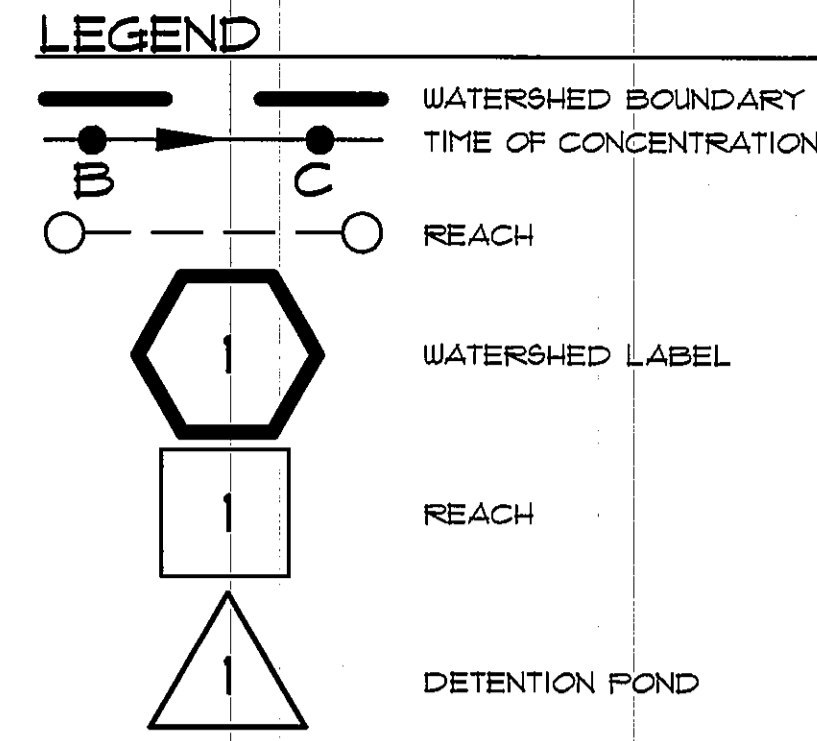 LEGEND
WATERSHED BOUNDARY
TIME OF CONCENTRATION
B C
REACH
1 WATERSHED LABEL
1 REACH
1 DETENTION POND